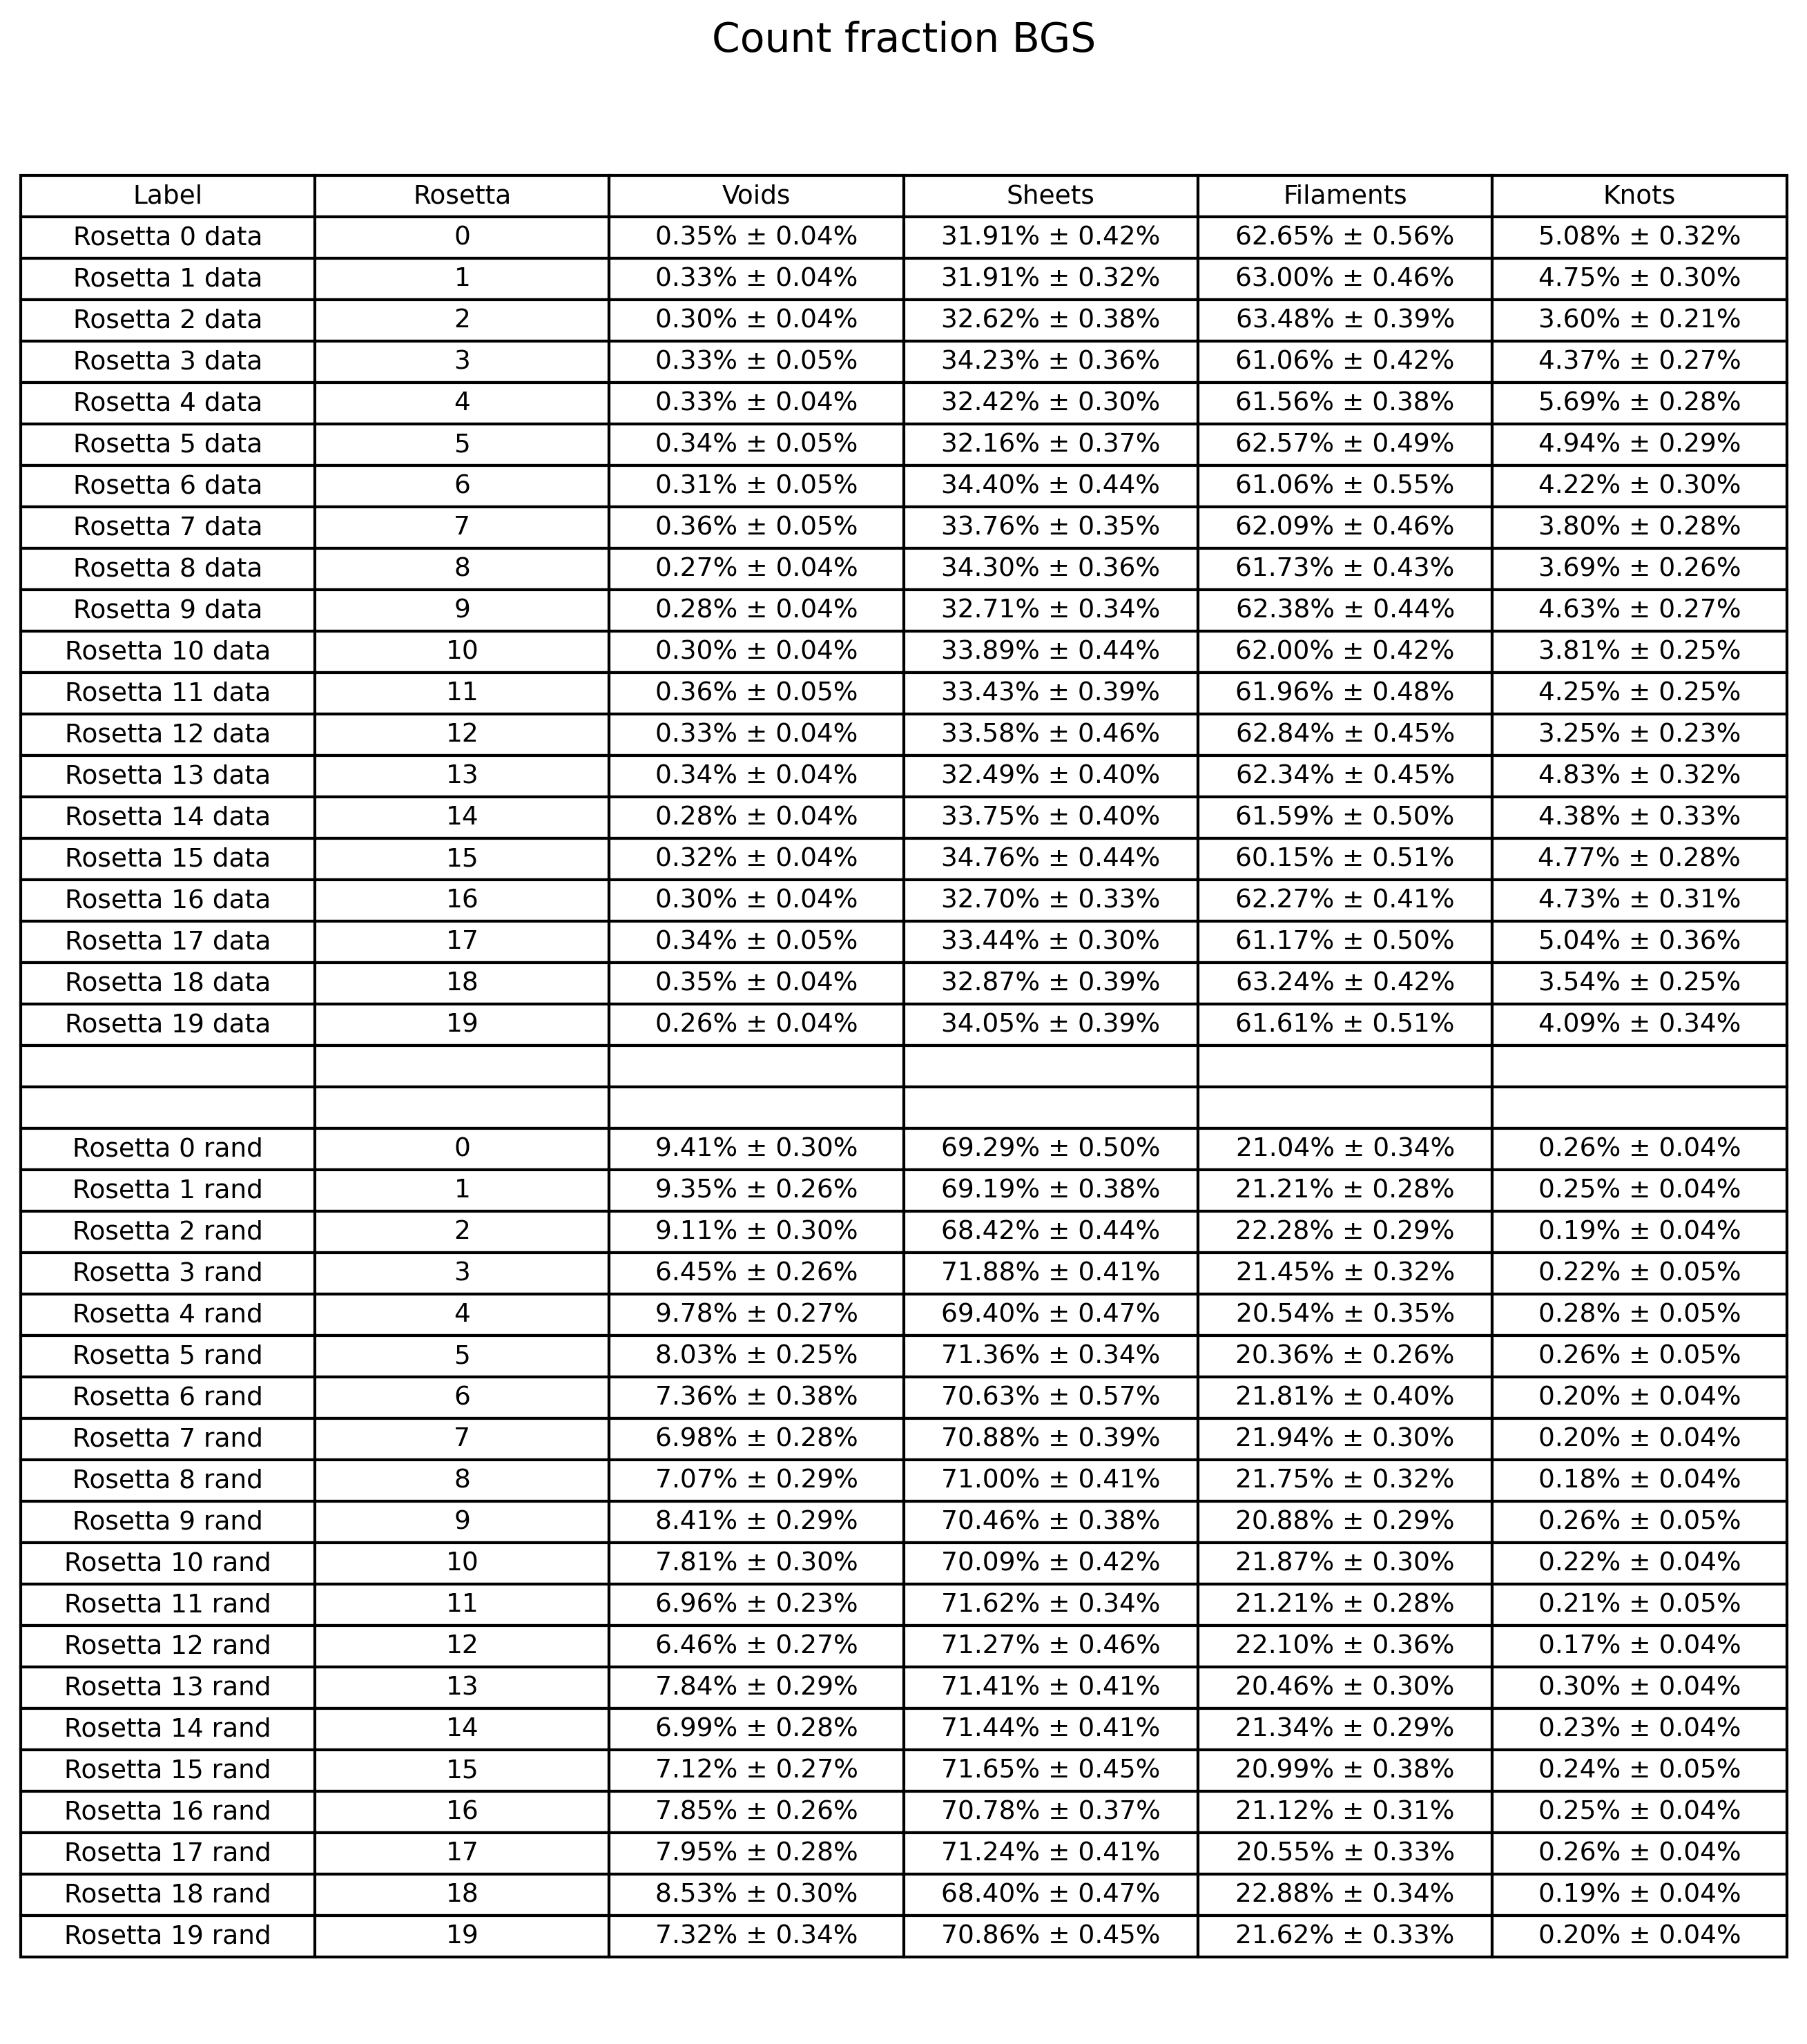 Count fraction BGS
Label Rosetta Voids Sheets Filaments Knots
Rosetta 0 data 0 0.35% ± 0.04% 31.91% ± 0.42% 62.65% ± 0.56% 5.08% ± 0.32%
Rosetta 1 data 1 0.33% ± 0.04% 31.91% ± 0.32% 63.00% ± 0.46% 4.75% ± 0.30%
Rosetta 2 data 2 0.30% ± 0.04% 32.62% ± 0.38% 63.48% ± 0.39% 3.60% ± 0.21%
Rosetta 3 data 3 0.33% ± 0.05% 34.23% ± 0.36% 61.06% ± 0.42% 4.37% ± 0.27%
Rosetta 4 data 4 0.33% ± 0.04% 32.42% ± 0.30% 61.56% ± 0.38% 5.69% ± 0.28%
Rosetta 5 data 5 0.34% ± 0.05% 32.16% ± 0.37% 62.57% ± 0.49% 4.94% ± 0.29%
Rosetta 6 data 6 0.31% ± 0.05% 34.40% ± 0.44% 61.06% ± 0.55% 4.22% ± 0.30%
Rosetta 7 data 7 0.36% ± 0.05% 33.76% ± 0.35% 62.09% ± 0.46% 3.80% ± 0.28%
Rosetta 8 data 8 0.27% ± 0.04% 34.30% ± 0.36% 61.73% ± 0.43% 3.69% ± 0.26%
Rosetta 9 data 9 0.28% ± 0.04% 32.71% ± 0.34% 62.38% ± 0.44% 4.63% ± 0.27%
Rosetta 10 data 10 0.30% ± 0.04% 33.89% ± 0.44% 62.00% ± 0.42% 3.81% ± 0.25%
Rosetta 11 data 11 0.36% ± 0.05% 33.43% ± 0.39% 61.96% ± 0.48% 4.25% ± 0.25%
Rosetta 12 data 12 0.33% ± 0.04% 33.58% ± 0.46% 62.84% ± 0.45% 3.25% ± 0.23%
Rosetta 13 data 13 0.34% ± 0.04% 32.49% ± 0.40% 62.34% ± 0.45% 4.83% ± 0.32%
Rosetta 14 data 14 0.28% ± 0.04% 33.75% ± 0.40% 61.59% ± 0.50% 4.38% ± 0.33%
Rosetta 15 data 15 0.32% ± 0.04% 34.76% ± 0.44% 60.15% ± 0.51% 4.77% ± 0.28%
Rosetta 16 data 16 0.30% ± 0.04% 32.70% ± 0.33% 62.27% ± 0.41% 4.73% ± 0.31%
Rosetta 17 data 17 0.34% ± 0.05% 33.44% ± 0.30% 61.17% ± 0.50% 5.04% ± 0.36%
Rosetta 18 data 18 0.35% ± 0.04% 32.87% ± 0.39% 63.24% ± 0.42% 3.54% ± 0.25%
Rosetta 19 data 19 0.26% ± 0.04% 34.05% ± 0.39% 61.61% ± 0.51% 4.09% ± 0.34%
Rosetta 0 rand 0 9.41% ± 0.30% 69.29% ± 0.50% 21.04% ± 0.34% 0.26% ± 0.04%
Rosetta 1 rand 1 9.35% ± 0.26% 69.19% ± 0.38% 21.21% ± 0.28% 0.25% ± 0.04%
Rosetta 2 rand 2 9.11% ± 0.30% 68.42% ± 0.44% 22.28% ± 0.29% 0.19% ± 0.04%
Rosetta 3 rand 3 6.45% ± 0.26% 71.88% ± 0.41% 21.45% ± 0.32% 0.22% ± 0.05%
Rosetta 4 rand 4 9.78% ± 0.27% 69.40% ± 0.47% 20.54% ± 0.35% 0.28% ± 0.05%
Rosetta 5 rand 5 8.03% ± 0.25% 71.36% ± 0.34% 20.36% ± 0.26% 0.26% ± 0.05%
Rosetta 6 rand 6 7.36% ± 0.38% 70.63% ± 0.57% 21.81% ± 0.40% 0.20% ± 0.04%
Rosetta 7 rand 7 6.98% ± 0.28% 70.88% ± 0.39% 21.94% ± 0.30% 0.20% ± 0.04%
Rosetta 8 rand 8 7.07% ± 0.29% 71.00% ± 0.41% 21.75% ± 0.32% 0.18% ± 0.04%
Rosetta 9 rand 9 8.41% ± 0.29% 70.46% ± 0.38% 20.88% ± 0.29% 0.26% ± 0.05%
Rosetta 10 rand 10 7.81% ± 0.30% 70.09% ± 0.42% 21.87% ± 0.30% 0.22% ± 0.04%
Rosetta 11 rand 11 6.96% ± 0.23% 71.62% ± 0.34% 21.21% ± 0.28% 0.21% ± 0.05%
Rosetta 12 rand 12 6.46% ± 0.27% 71.27% ± 0.46% 22.10% ± 0.36% 0.17% ± 0.04%
Rosetta 13 rand 13 7.84% ± 0.29% 71.41% ± 0.41% 20.46% ± 0.30% 0.30% ± 0.04%
Rosetta 14 rand 14 6.99% ± 0.28% 71.44% ± 0.41% 21.34% ± 0.29% 0.23% ± 0.04%
Rosetta 15 rand 15 7.12% ± 0.27% 71.65% ± 0.45% 20.99% ± 0.38% 0.24% ± 0.05%
Rosetta 16 rand 16 7.85% ± 0.26% 70.78% ± 0.37% 21.12% ± 0.31% 0.25% ± 0.04%
Rosetta 17 rand 17 7.95% ± 0.28% 71.24% ± 0.41% 20.55% ± 0.33% 0.26% ± 0.04%
Rosetta 18 rand 18 8.53% ± 0.30% 68.40% ± 0.47% 22.88% ± 0.34% 0.19% ± 0.04%
Rosetta 19 rand 19 7.32% ± 0.34% 70.86% ± 0.45% 21.62% ± 0.33% 0.20% ± 0.04%